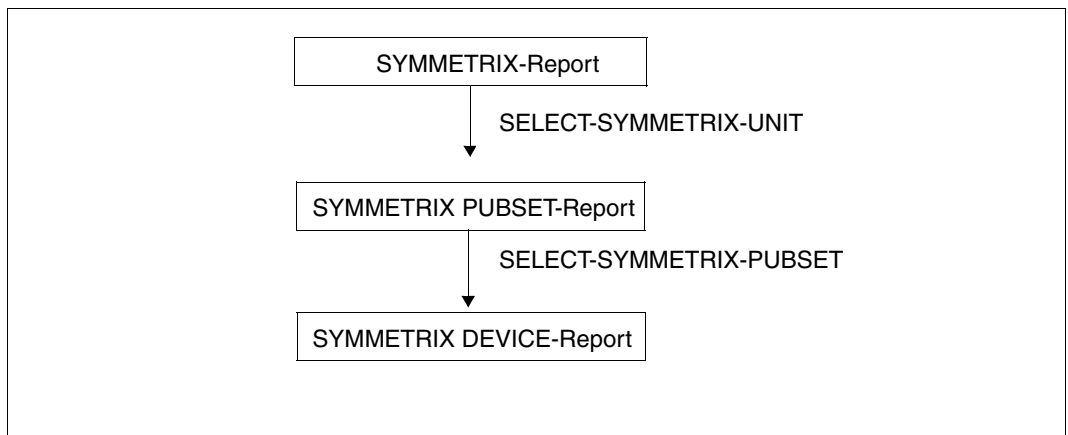 SYMMETRIX-Report
SELECT-SYMMETRIX-UNIT
SYMMETRIX PUBSET-Report
SELECT-SYMMETRIX-PUBSET
SYMMETRIX DEVICE-Report